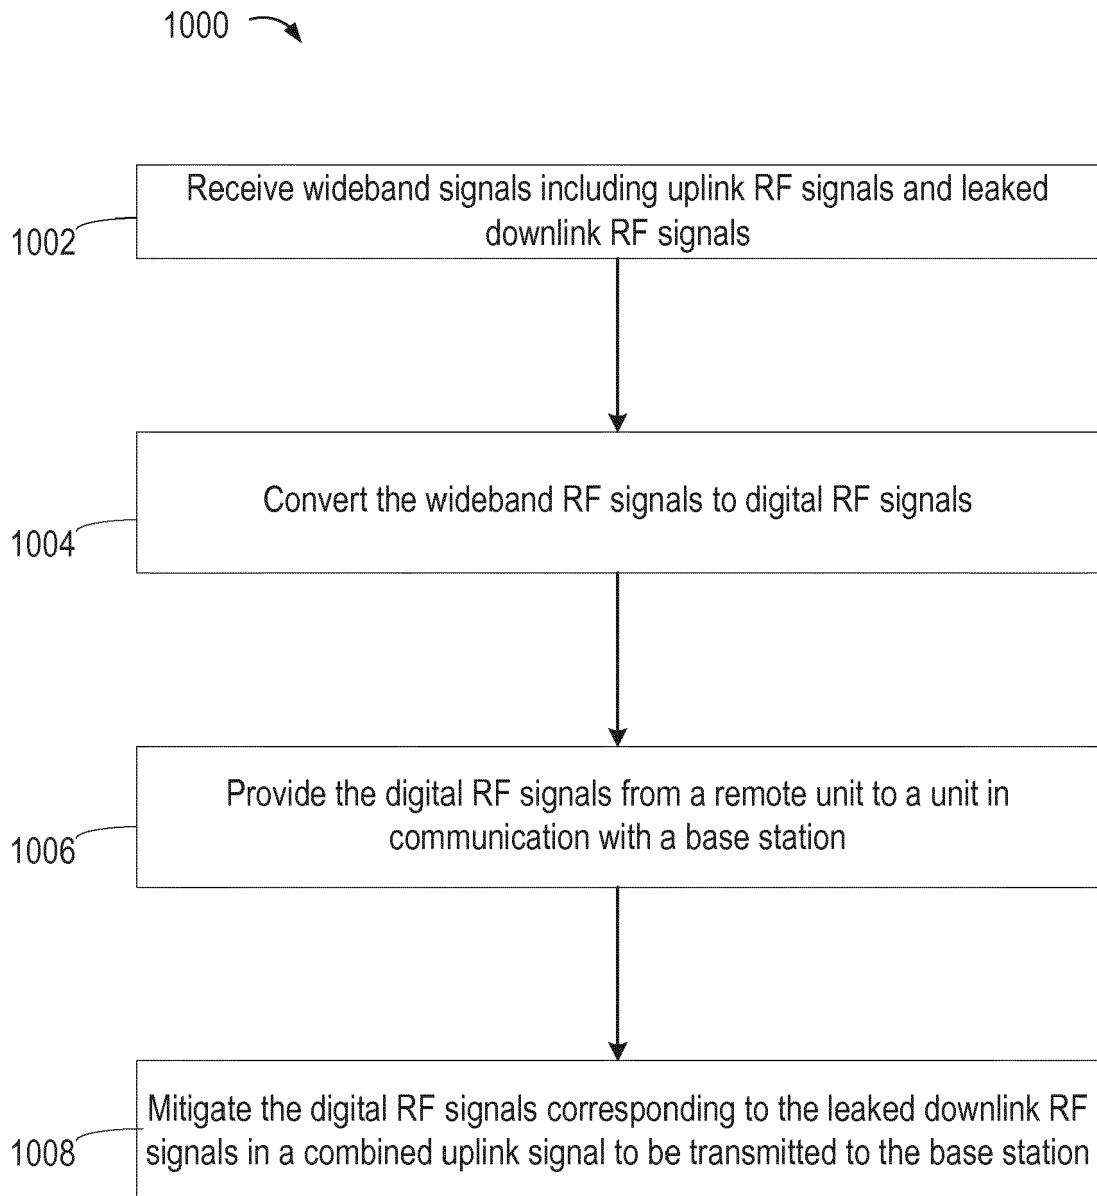 1000
Receive wideband signals including uplink RF signals and leaked
downlink RF signals
1002
Convert the wideband RF signals to digital RF signals
1004
Provide the digital RF signals from a remote unit to a unit in
communication with a base station
1006
Mitigate the digital RF signals corresponding to the leaked downlink RF
signals in a combined uplink signal to be transmitted to the base station
1008